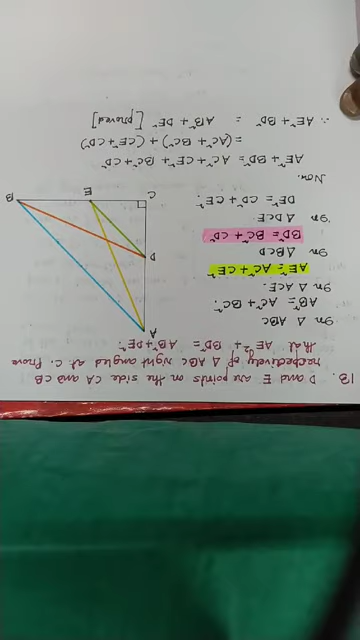 13. D and E are points on the side CA and CB
respectively of Δ ABC right angled at C. Prove
that AE² + BD² = AB² + DE².
In Δ ABC
AB² = AC² + BC².
In Δ ACE
AE² = AC² + CE²
In Δ BCD
BD² = BC² + CD²
In Δ DCE
DE² = CD² + CE².
Now.
AE² + BD² = AC² + CE² + BC² + CD²
= (AC² + BC²) + (CE² + CD²)
∴ AE² + BD² = AB² + DE² [proved]
A
D
C
E
B